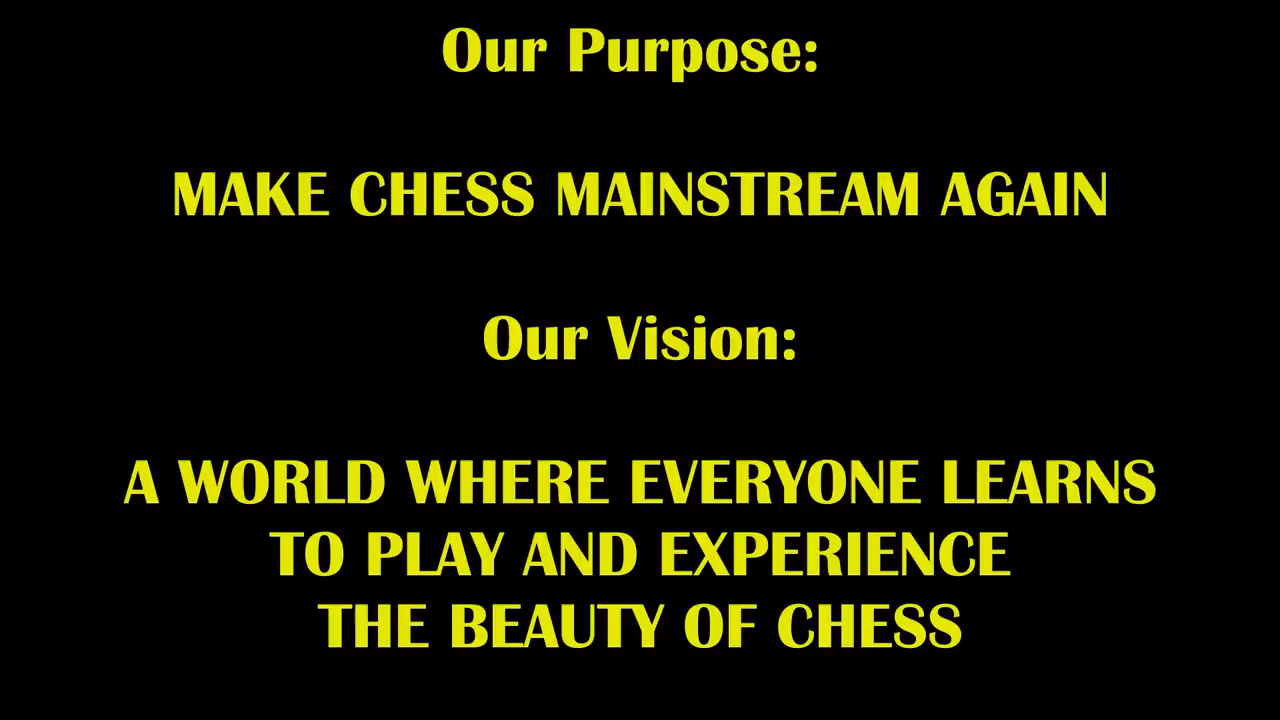 Our Purpose:
MAKE CHESS MAINSTREAM AGAIN
Our Vision:
A WORLD WHERE EVERYONE LEARNS
TO PLAY AND EXPERIENCE
THE BEAUTY OF CHESS